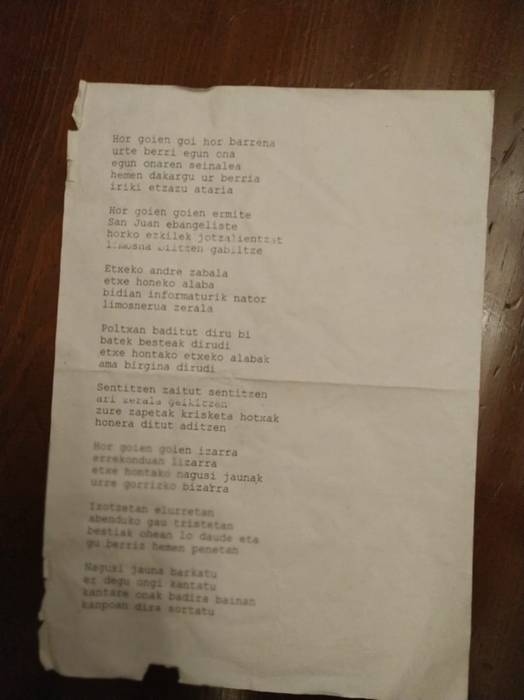 Hor goien goi hor barrena
urte berri egun ona
egun onaren seinalea
hemen dakargu ur berria
iriki etzazu ataria
Hor goien goien ermite
San Juan ebangeliste
horko ezkilek jotzalientzat
limosna biltzen gabiltze
Etxeko andre zabala
etxe honeko alaba
bidian informaturik nator
limosnerua zerala
Poltxan baditut diru bi
batek besteak dirudi
etxe hontako etxeko alabak
ama birgina dirudi
Sentitzen zaitut sentitzen
ari zerala geikitzen
zure zapetak krisketa hotxak
honera ditut aditzen
Hor goien goien izarra
errekonduan lizarra
etxe hontako nagusi jaunak
urre gorrizko bizarra
Izotzetan elurretan
abenduko gau tristetan
bestiak ohean lo daude eta
gu berriz hemen penetan
Nagusi jauna barkatu
ez degu ongi kantatu
kantare onak badira bainan
kanpoan dira sortatu